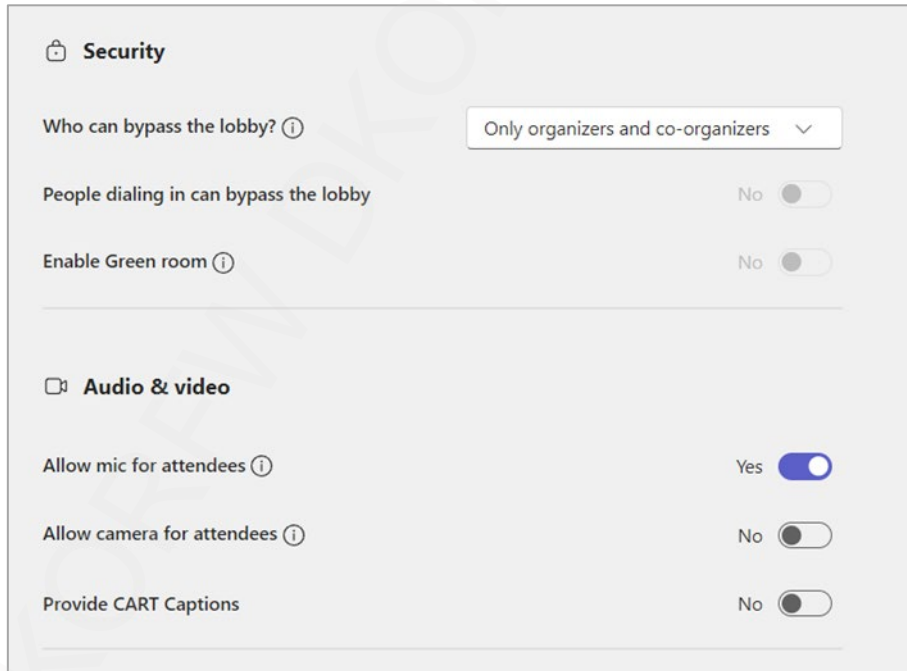 Security
Who can bypass the lobby? Only organizers and co-organizers
People dialing in can bypass the lobby No
Enable Green room No
Audio & video
Allow mic for attendees Yes
Allow camera for attendees No
Provide CART Captions No